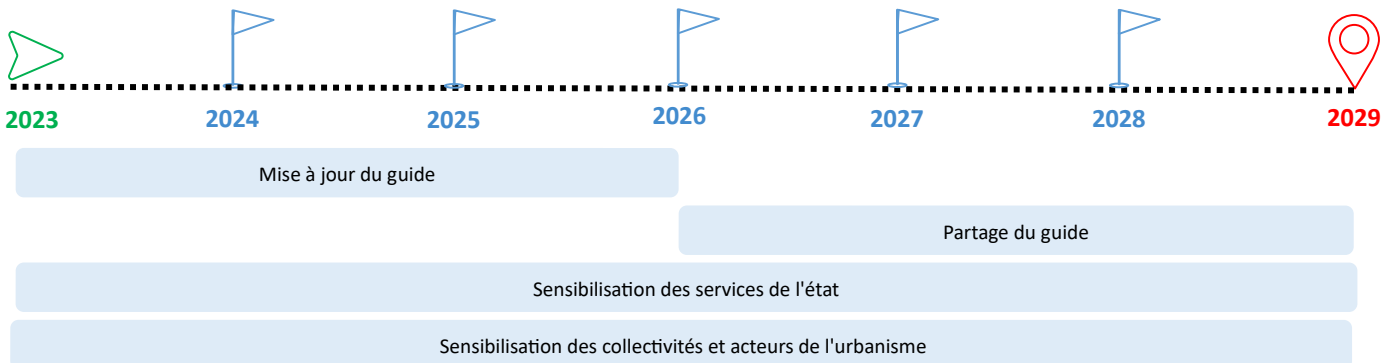 2023 2024 2025 2026 2027 2028 2029
Mise à jour du guide
Partage du guide
Sensibilisation des services de l'état
Sensibilisation des collectivités et acteurs de l'urbanisme